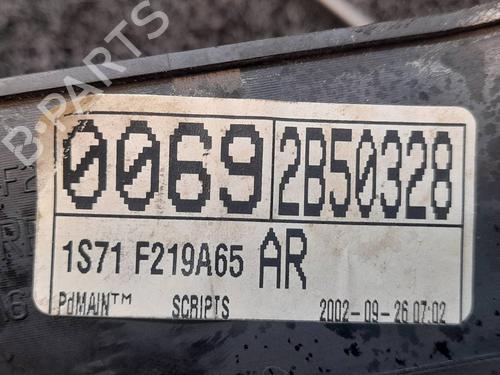 B-PARTS
0069 2B50328
1S71 F219A65 AR
PdMAIN™ SCRIPTS 2002-09-26 07:02